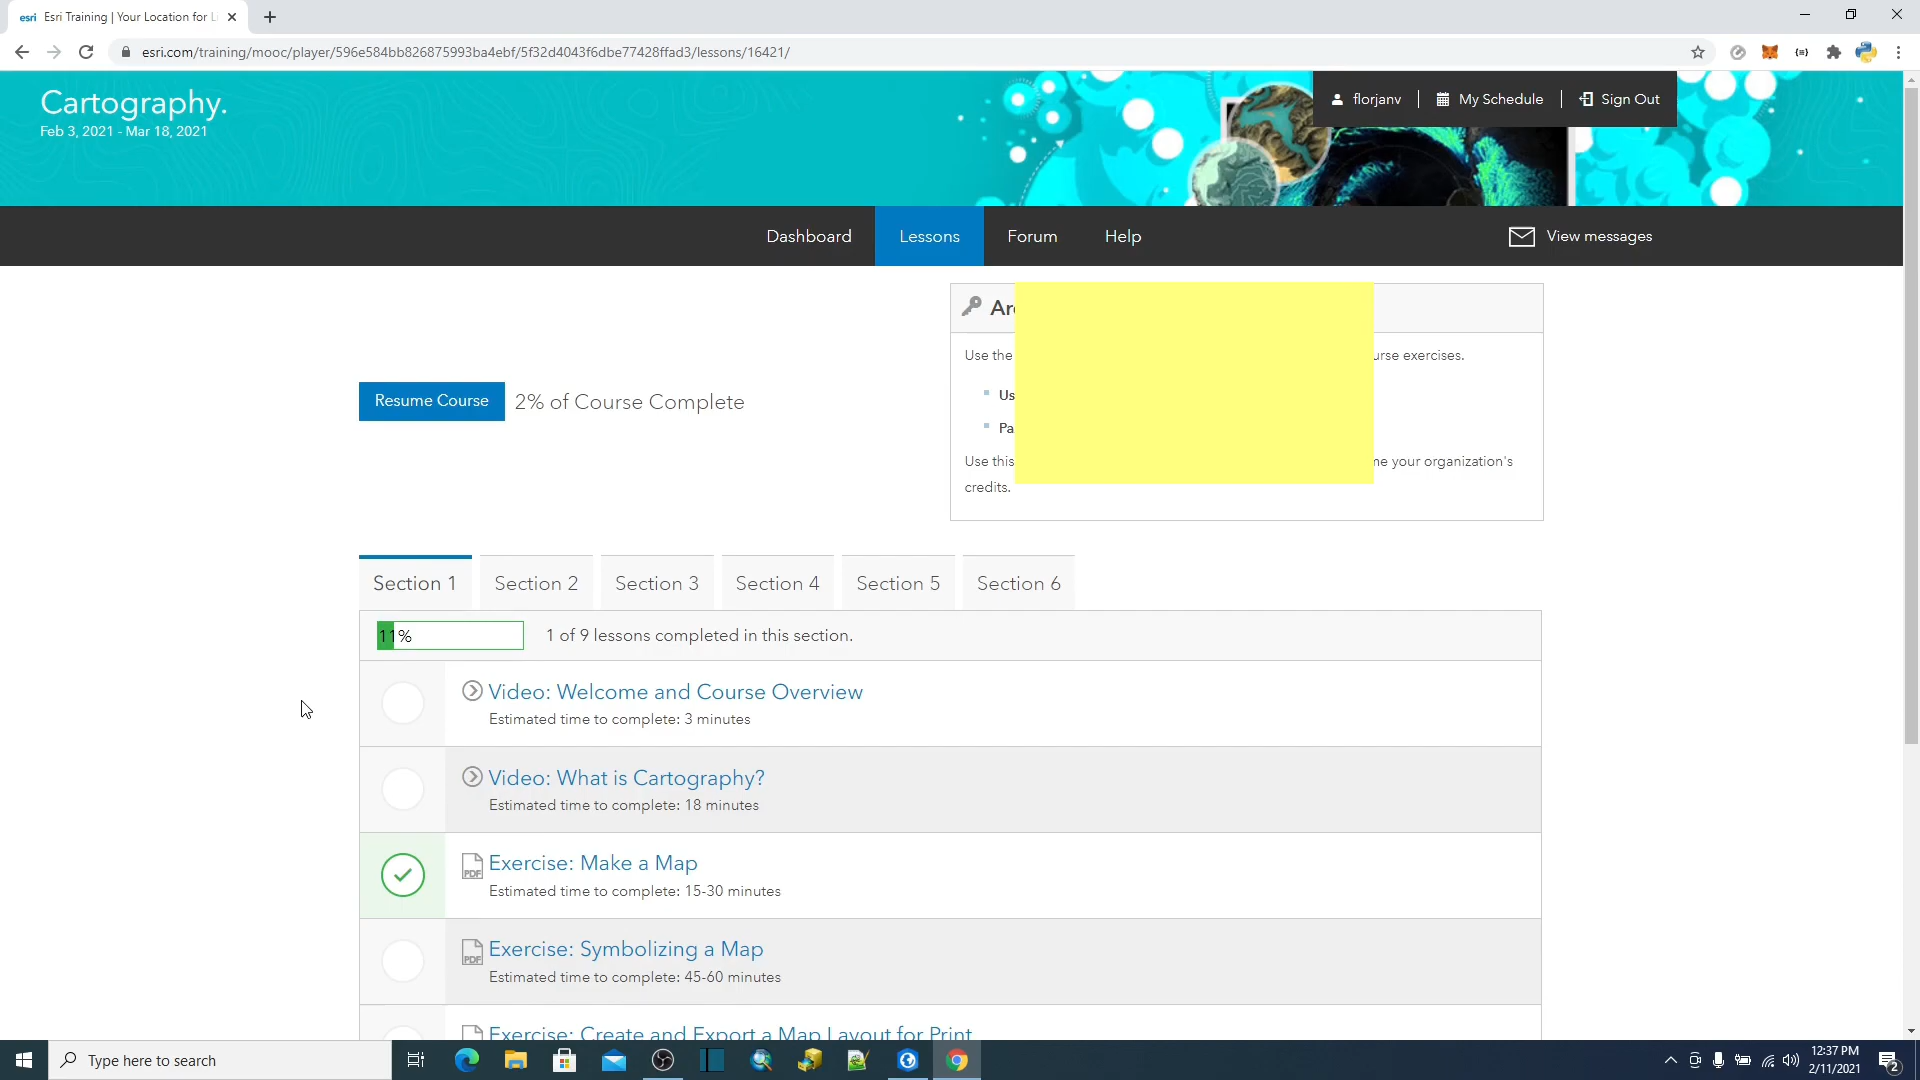 esri Esri Training | Your Location for L
esri.com/training/mooc/player/596e584bb826875993ba4ebf/5f32d4043f6dbe77428ffad3/lessons/16421/
Cartography.
Feb 3, 2021 - Mar 18, 2021
florjanv
My Schedule
Sign Out
Dashboard
Lessons
Forum
Help
View messages
Ar
Use the
urse exercises.
Us
Pa
Use this
me your organization's
credits.
Resume Course
2% of Course Complete
Section 1
Section 2
Section 3
Section 4
Section 5
Section 6
11%
1 of 9 lessons completed in this section.
Video: Welcome and Course Overview
Estimated time to complete: 3 minutes
Video: What is Cartography?
Estimated time to complete: 18 minutes
PDF
Exercise: Make a Map
Estimated time to complete: 15-30 minutes
PDF
Exercise: Symbolizing a Map
Estimated time to complete: 45-60 minutes
Exercise: Create and Export a Map Layout for Print
Type here to search
12:37 PM
2/11/2021
2